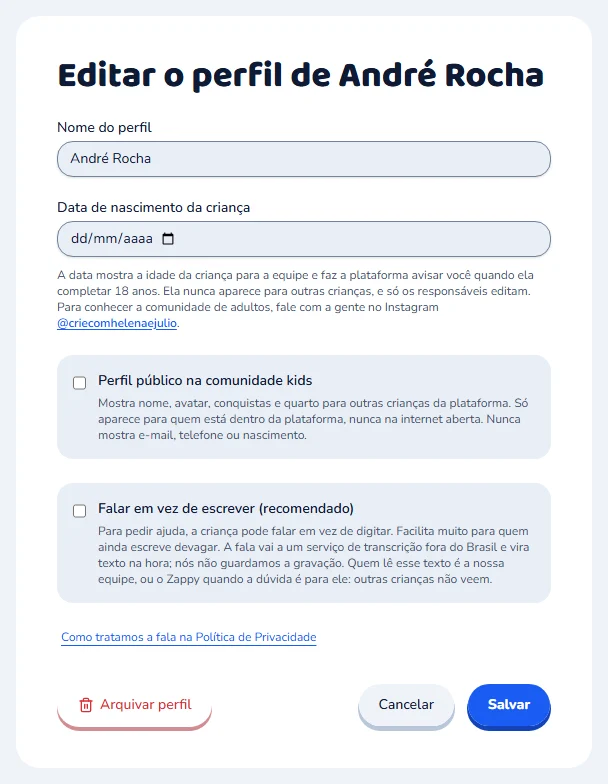 Editar o perfil de André Rocha
Nome do perfil
André Rocha
Data de nascimento da criança
dd/mm/aaaa
A data mostra a idade da criança para a equipe e faz a plataforma avisar você quando ela
completar 18 anos. Ela nunca aparece para outras crianças, e só os responsáveis editam.
Para conhecer a comunidade de adultos, fale com a gente no Instagram
@criecomhelenaejulio.
Perfil público na comunidade kids
Mostra nome, avatar, conquistas e quarto para outras crianças da plataforma. Só
aparece para quem está dentro da plataforma, nunca na internet aberta. Nunca
mostra e-mail, telefone ou nascimento.
Falar em vez de escrever (recomendado)
Para pedir ajuda, a criança pode falar em vez de digitar. Facilita muito para quem
ainda escreve devagar. A fala vai a um serviço de transcrição fora do Brasil e vira
texto na hora; nós não guardamos a gravação. Quem lê esse texto é a nossa
equipe, ou o Zappy quando a dúvida é para ele: outras crianças não veem.
Como tratamos a fala na Política de Privacidade
Arquivar perfil
Cancelar
Salvar